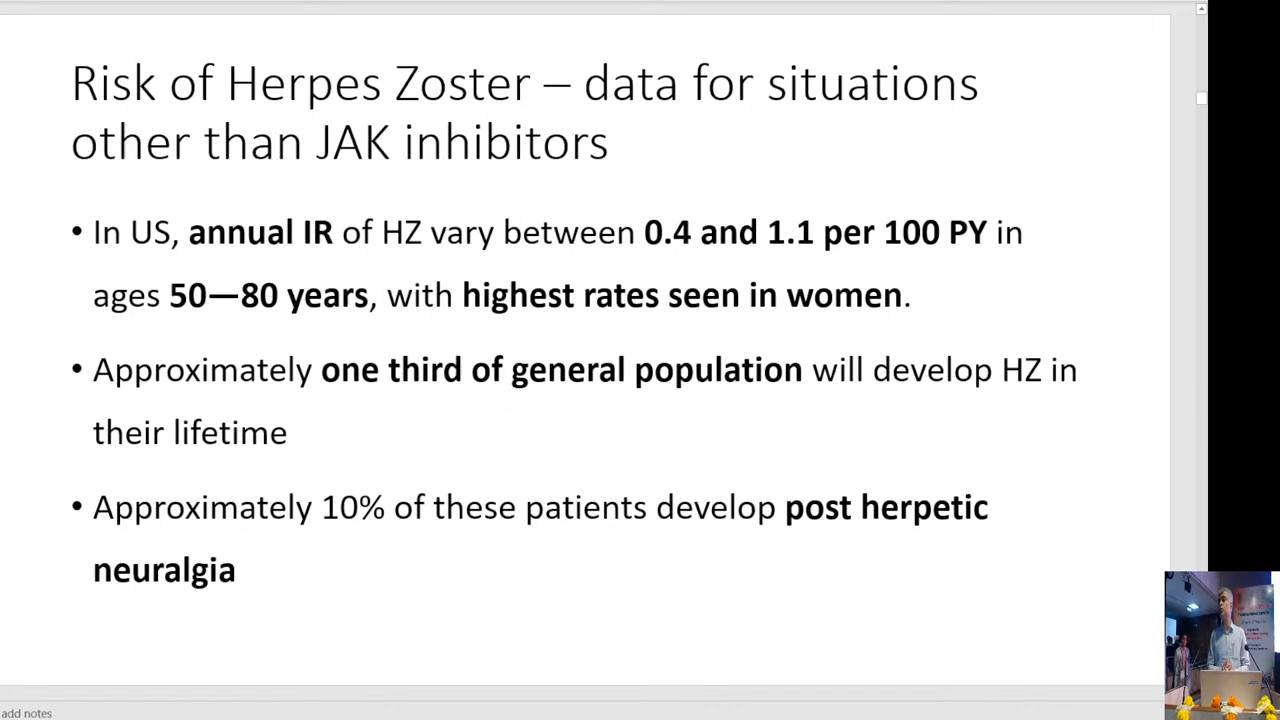 Risk of Herpes Zoster – data for situations
other than JAK inhibitors
• In US, annual IR of HZ vary between 0.4 and 1.1 per 100 PY in
ages 50—80 years, with highest rates seen in women.
• Approximately one third of general population will develop HZ in
their lifetime
• Approximately 10% of these patients develop post herpetic
neuralgia
add notes